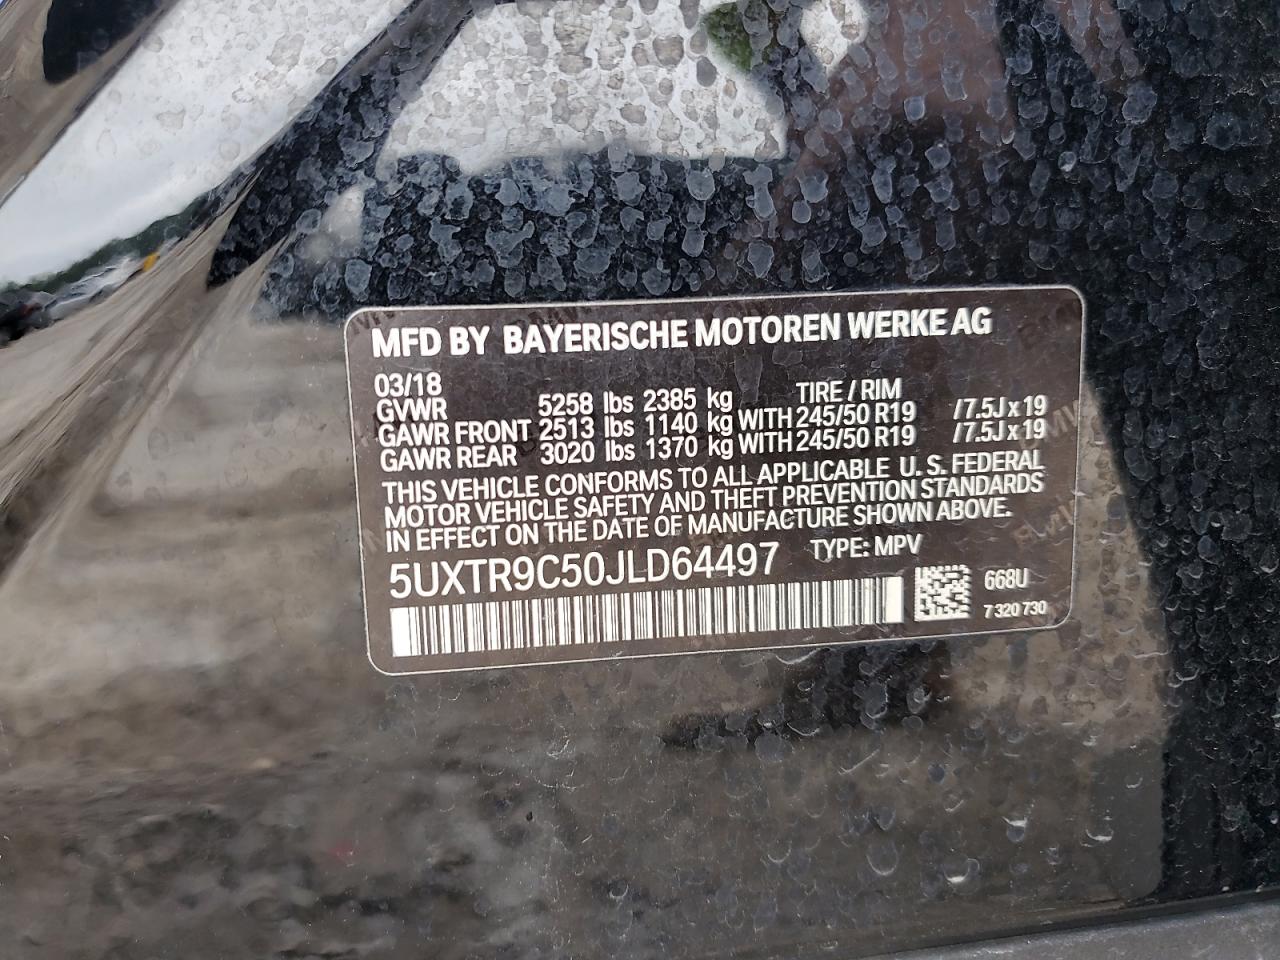 MFD BY BAYERISCHE MOTOREN WERKE AG
03/18 TIRE / RIM
GVWR 5258 lbs 2385 kg
GAWR FRONT 2513 lbs 1140 kg WITH 245/50 R19 /7.5J x 19
GAWR REAR 3020 lbs 1370 kg WITH 245/50 R19 /7.5J x 19
THIS VEHICLE CONFORMS TO ALL APPLICABLE U. S. FEDERAL
MOTOR VEHICLE SAFETY AND THEFT PREVENTION STANDARDS
IN EFFECT ON THE DATE OF MANUFACTURE SHOWN ABOVE.
5UXTR9C50JLD64497 TYPE: MPV
668U
7 320 730